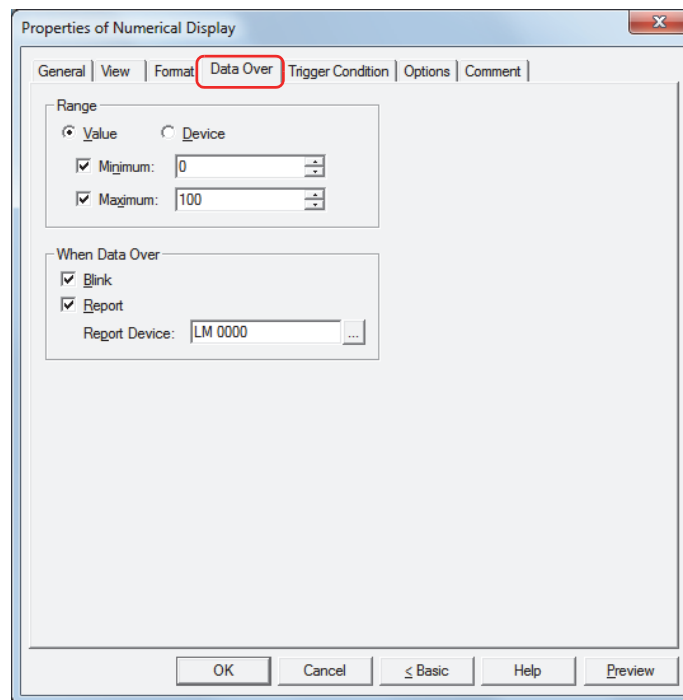 Properties of Numerical Display
x
General View Format Data Over Trigger Condition Options Comment
Range
Value Device
Minimum: 0
Maximum: 100
When Data Over
Blink
Report
Report Device: LM 0000 ...
OK Cancel < Basic Help Preview